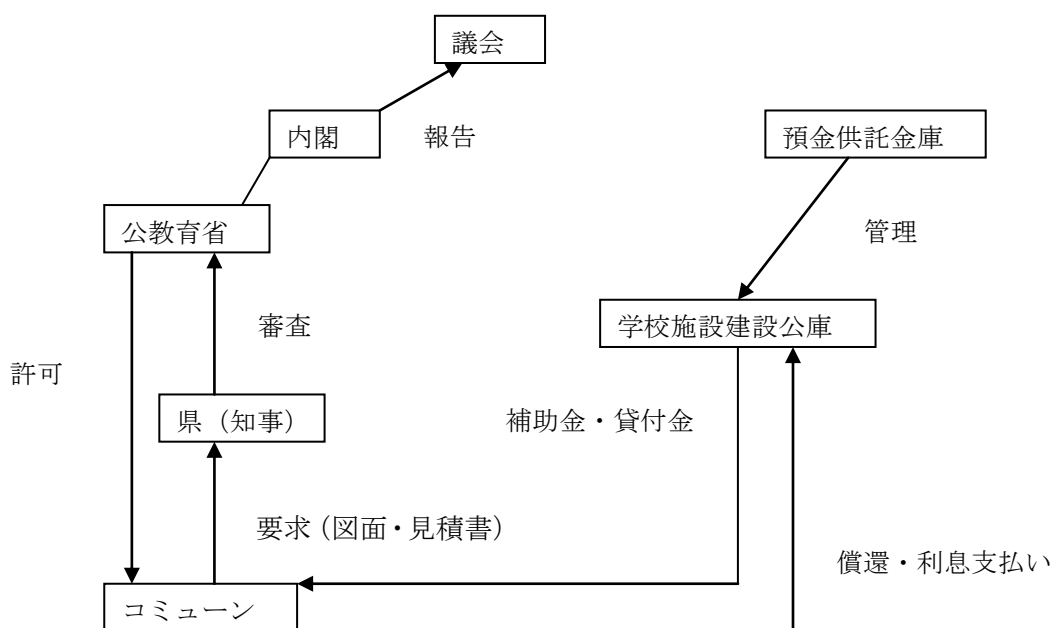 議会
内閣
報告
預金供託金庫
公教育省
管理
審査
学校施設建設公庫
許可
県（知事）
補助金・貸付金
要求（図面・見積書）
償還・利息支払い
コミューン